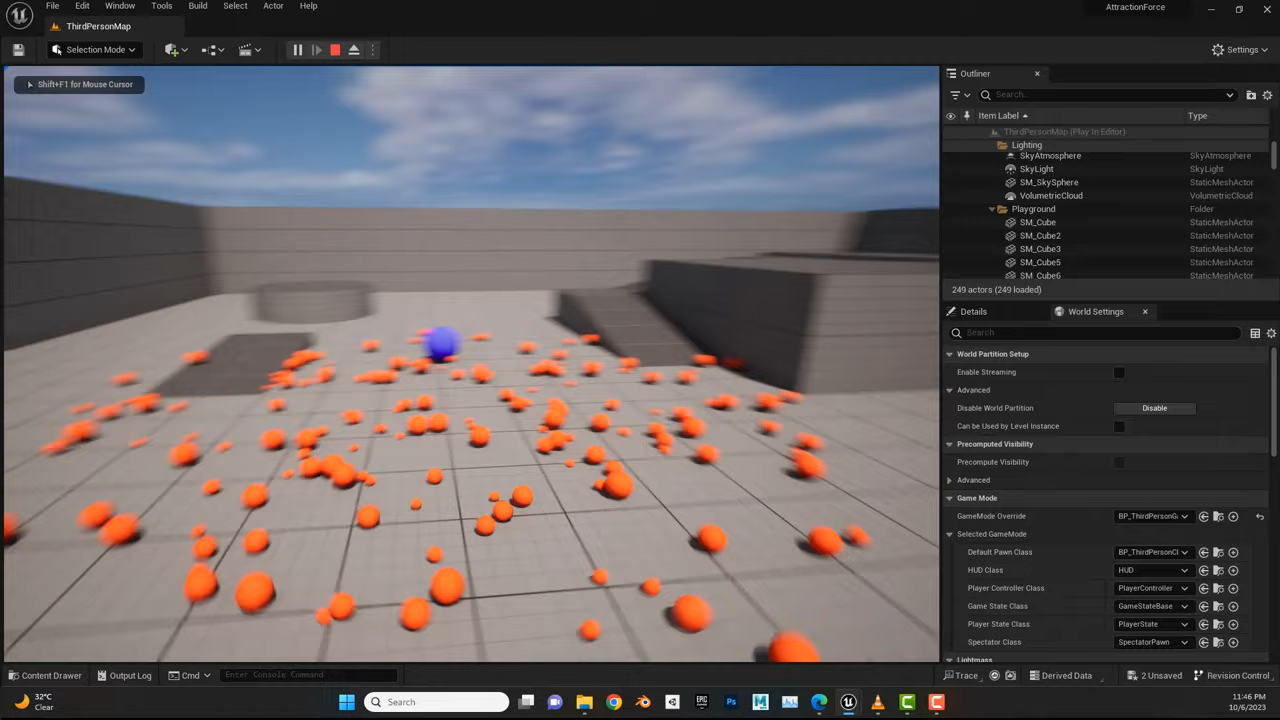 File Edit Window Tools Build Select Actor Help
AttractionForce
ThirdPersonMap
Selection Mode
Settings
Shift+F1 for Mouse Cursor
Outliner
Search...
Item Label Type
ThirdPersonMap (Play In Editor)
Lighting
SkyAtmosphere SkyAtmosphere
SkyLight SkyLight
SM_SkySphere StaticMeshActor
VolumetricCloud VolumetricCloud
Playground Folder
SM_Cube StaticMeshActor
SM_Cube2 StaticMeshActor
SM_Cube3 StaticMeshActor
SM_Cube5 StaticMeshActor
SM_Cube6 StaticMeshActor
249 actors (249 loaded)
Details World Settings
Search
World Partition Setup
Enable Streaming
Advanced
Disable World Partition Disable
Can be Used by Level Instance
Precomputed Visibility
Precompute Visibility
Advanced
Game Mode
GameMode Override BP_ThirdPersonG
Selected GameMode
Default Pawn Class BP_ThirdPersonCl
HUD Class HUD
Player Controller Class PlayerController
Game State Class GameStateBase
Player State Class PlayerState
Spectator Class SpectatorPawn
Lightmass
Content Drawer Output Log Cmd Enter Console Command Trace Derived Data 2 Unsaved Revision Control
32°C
Clear
Search
11:46 PM
10/6/2023